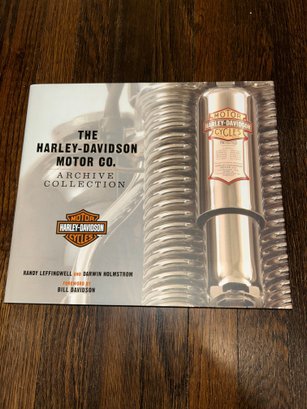 THE
HARLEY-DAVIDSON
MOTOR CO.
ARCHIVE
COLLECTION
MOTOR
HARLEY-DAVIDSON
CYCLES
RANDY LEFFINGWELL AND DARWIN HOLMSTROM
FOREWORD BY
BILL DAVIDSON
MOTOR
HARLEY-DAVIDSON
CYCLES